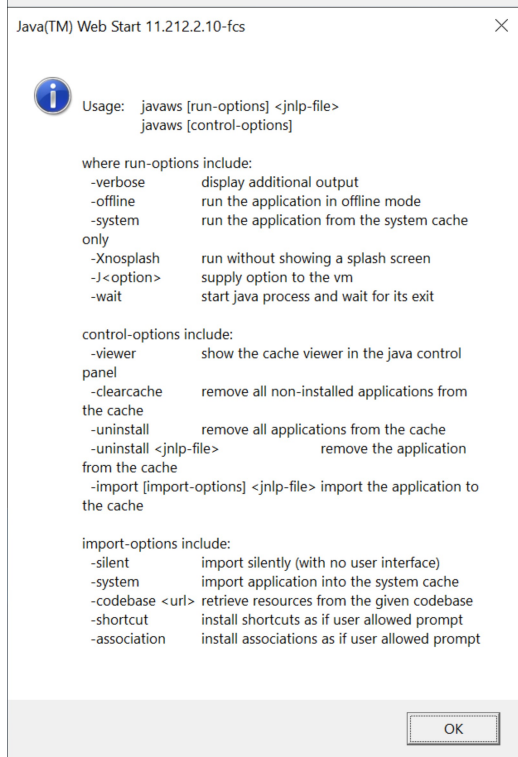 Java(TM) Web Start 11.212.2.10-fcs
Usage: javaws [run-options] <jnlp-file>
javaws [control-options]
where run-options include:
-verbose display additional output
-offline run the application in offline mode
-system run the application from the system cache
only
-Xnosplash run without showing a splash screen
-J<option> supply option to the vm
-wait start java process and wait for its exit
control-options include:
-viewer show the cache viewer in the java control
panel
-clearcache remove all non-installed applications from
the cache
-uninstall remove all applications from the cache
-uninstall <jnlp-file> remove the application
from the cache
-import [import-options] <jnlp-file> import the application to
the cache
import-options include:
-silent import silently (with no user interface)
-system import application into the system cache
-codebase <url> retrieve resources from the given codebase
-shortcut install shortcuts as if user allowed prompt
-association install associations as if user allowed prompt
OK